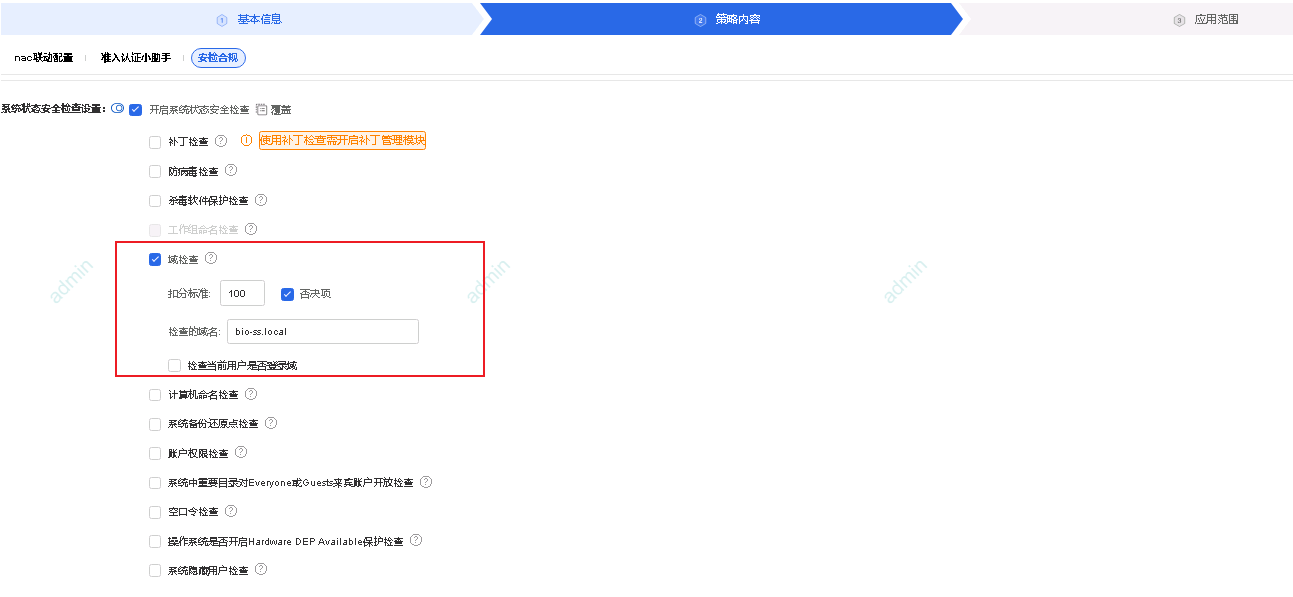 1 基本信息 2 策略内容 3 应用范围
nac联动配置 准入认证小助手 安检合规
系统状态安全检查设置： 开启系统状态安全检查 覆盖
补丁检查 使用补丁检查需开启补丁管理模块
防病毒检查
杀毒软件保护检查
工作组命名检查
域检查
扣分标准: 100 否决项
检查的域名: bio-ss.local
检查当前用户是否登录域
计算机命名检查
系统备份还原点检查
账户权限检查
系统中重要目录对Everyone或Guests来宾账户开放检查
空口令检查
操作系统是否开启Hardware DEP Available保护检查
系统隐藏用户检查
admin admin admin